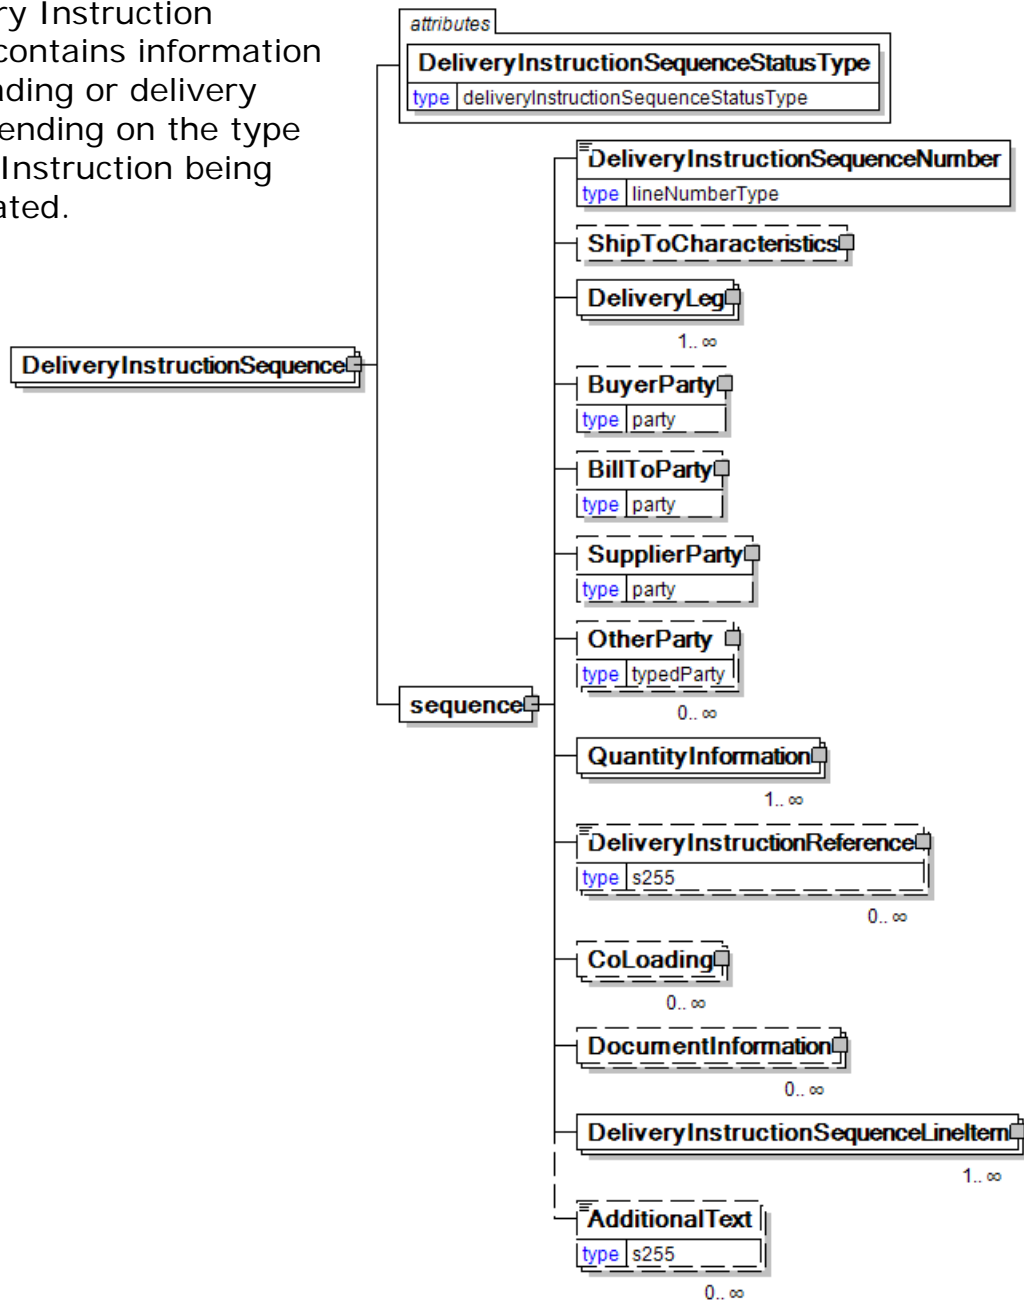 ry Instruction
contains information
ading or delivery
ending on the type
Instruction being
ated.
attributes
DeliveryInstructionSequenceStatusType
type deliveryInstructionSequenceStatusType
DeliveryInstructionSequenceNumber
type lineNumberType
ShipToCharacteristics
DeliveryLeg
1.. ∞
DeliveryInstructionSequence
BuyerParty
type party
BillToParty
type party
SupplierParty
type party
OtherParty
type typedParty
0.. ∞
sequence
QuantityInformation
1.. ∞
DeliveryInstructionReference
type s255
0.. ∞
CoLoading
0.. ∞
DocumentInformation
0.. ∞
DeliveryInstructionSequenceLineItem
1.. ∞
AdditionalText
type s255
0.. ∞